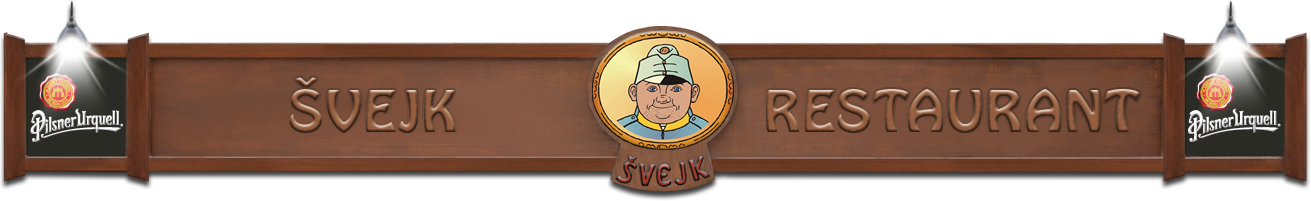 Pilsner Urquell.
ŠVEJK
RESTAURANT
ŠVEJK
Pilsner Urquell.